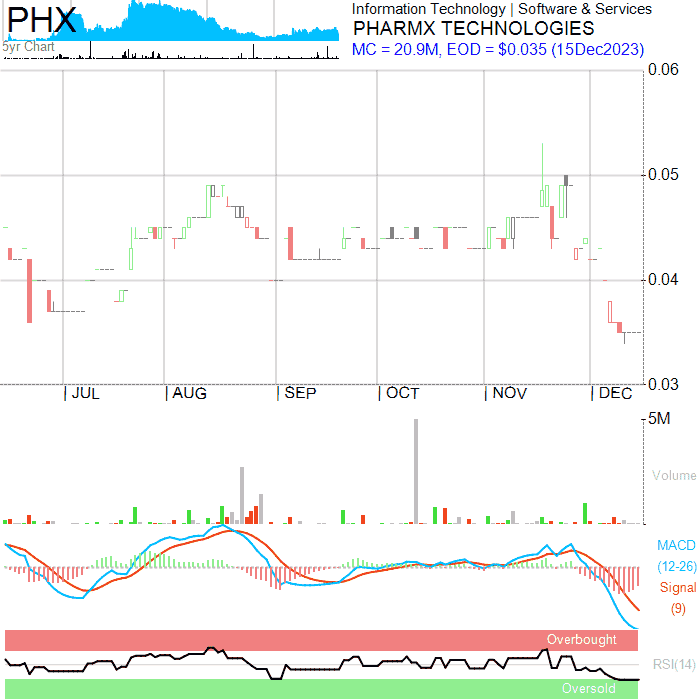 PHX
5yr Chart
Information Technology | Software & Services
PHARMX TECHNOLOGIES
MC = 20.9M, EOD = $0.035 (15Dec2023)
0.06
0.05
0.04
0.03
JUL AUG SEP OCT NOV DEC
5M
Volume
MACD
(12-26)
Signal
(9)
Overbought
RSI(14)
Oversold